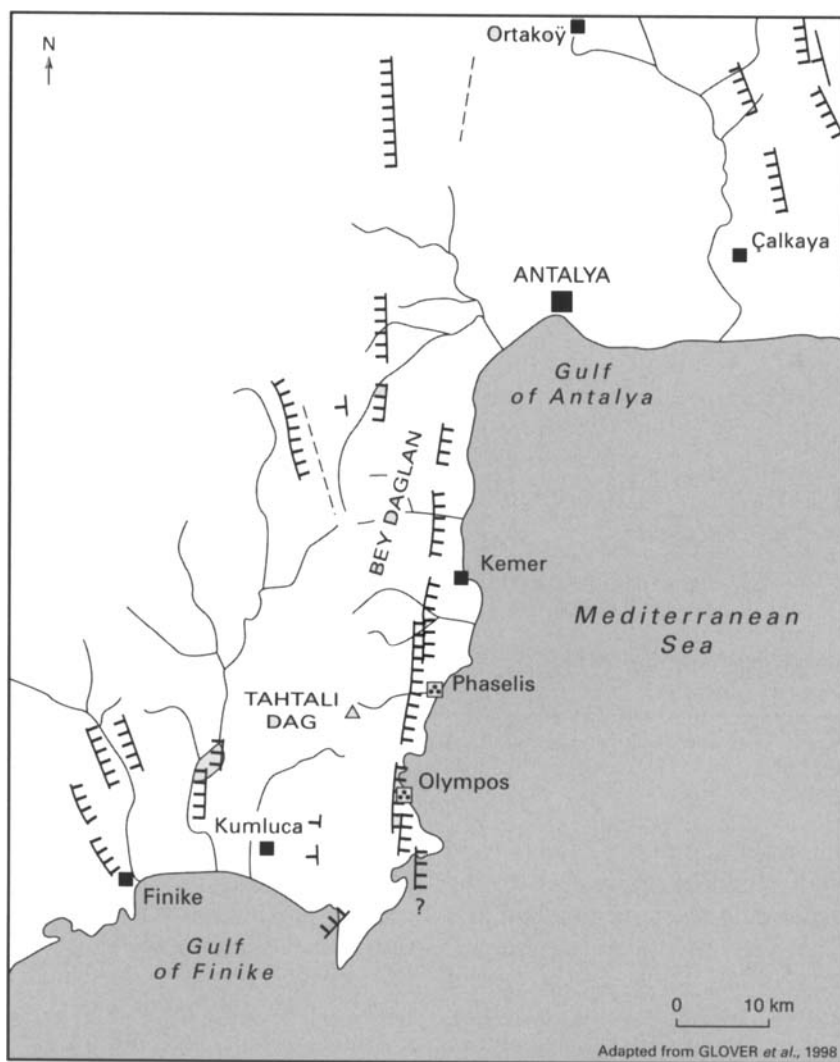 N
Ortakoÿ
Çalkaya
ANTALYA
Gulf
of Antalya
BEY DAGLAN
Kemer
Mediterranean
Sea
Phaselis
TAHTALI
DAG
Olympos
Kumluca
Finike
?
Gulf
of Finike
0 10 km
Adapted from GLOVER et al., 1998